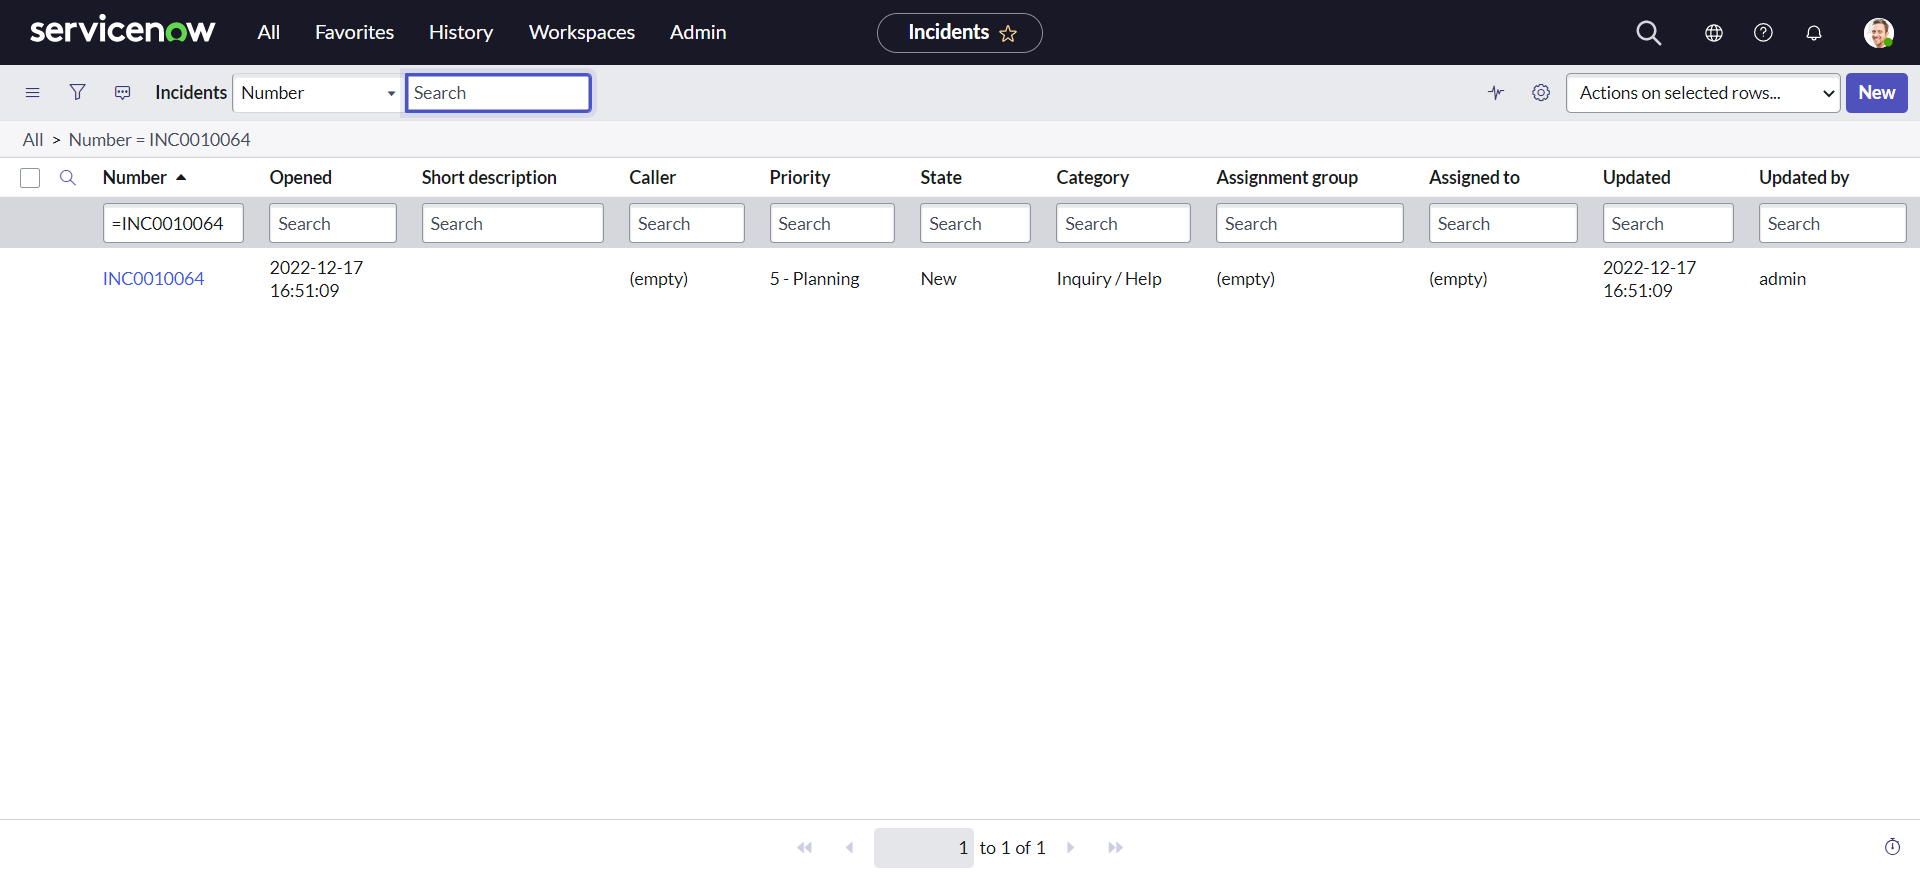 servicenow All Favorites History Workspaces Admin Incidents
Incidents Number Search Actions on selected rows... New
All > Number = INC0010064
Number Opened Short description Caller Priority State Category Assignment group Assigned to Updated Updated by
=INC0010064 Search Search Search Search Search Search Search Search Search Search
INC0010064 2022-12-17 16:51:09 (empty) 5 - Planning New Inquiry / Help (empty) (empty) 2022-12-17 16:51:09 admin
1 to 1 of 1